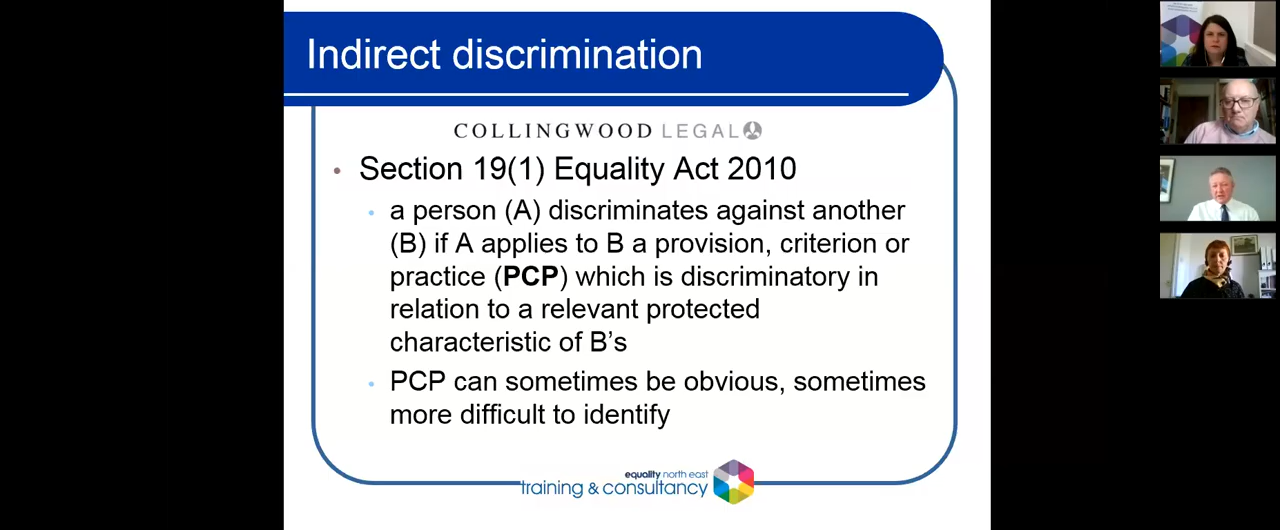 Indirect discrimination
COLLINGWOOD LEGAL
• Section 19(1) Equality Act 2010
• a person (A) discriminates against another
(B) if A applies to B a provision, criterion or
practice (PCP) which is discriminatory in
relation to a relevant protected
characteristic of B’s
• PCP can sometimes be obvious, sometimes
more difficult to identify
equality north east
training & consultancy